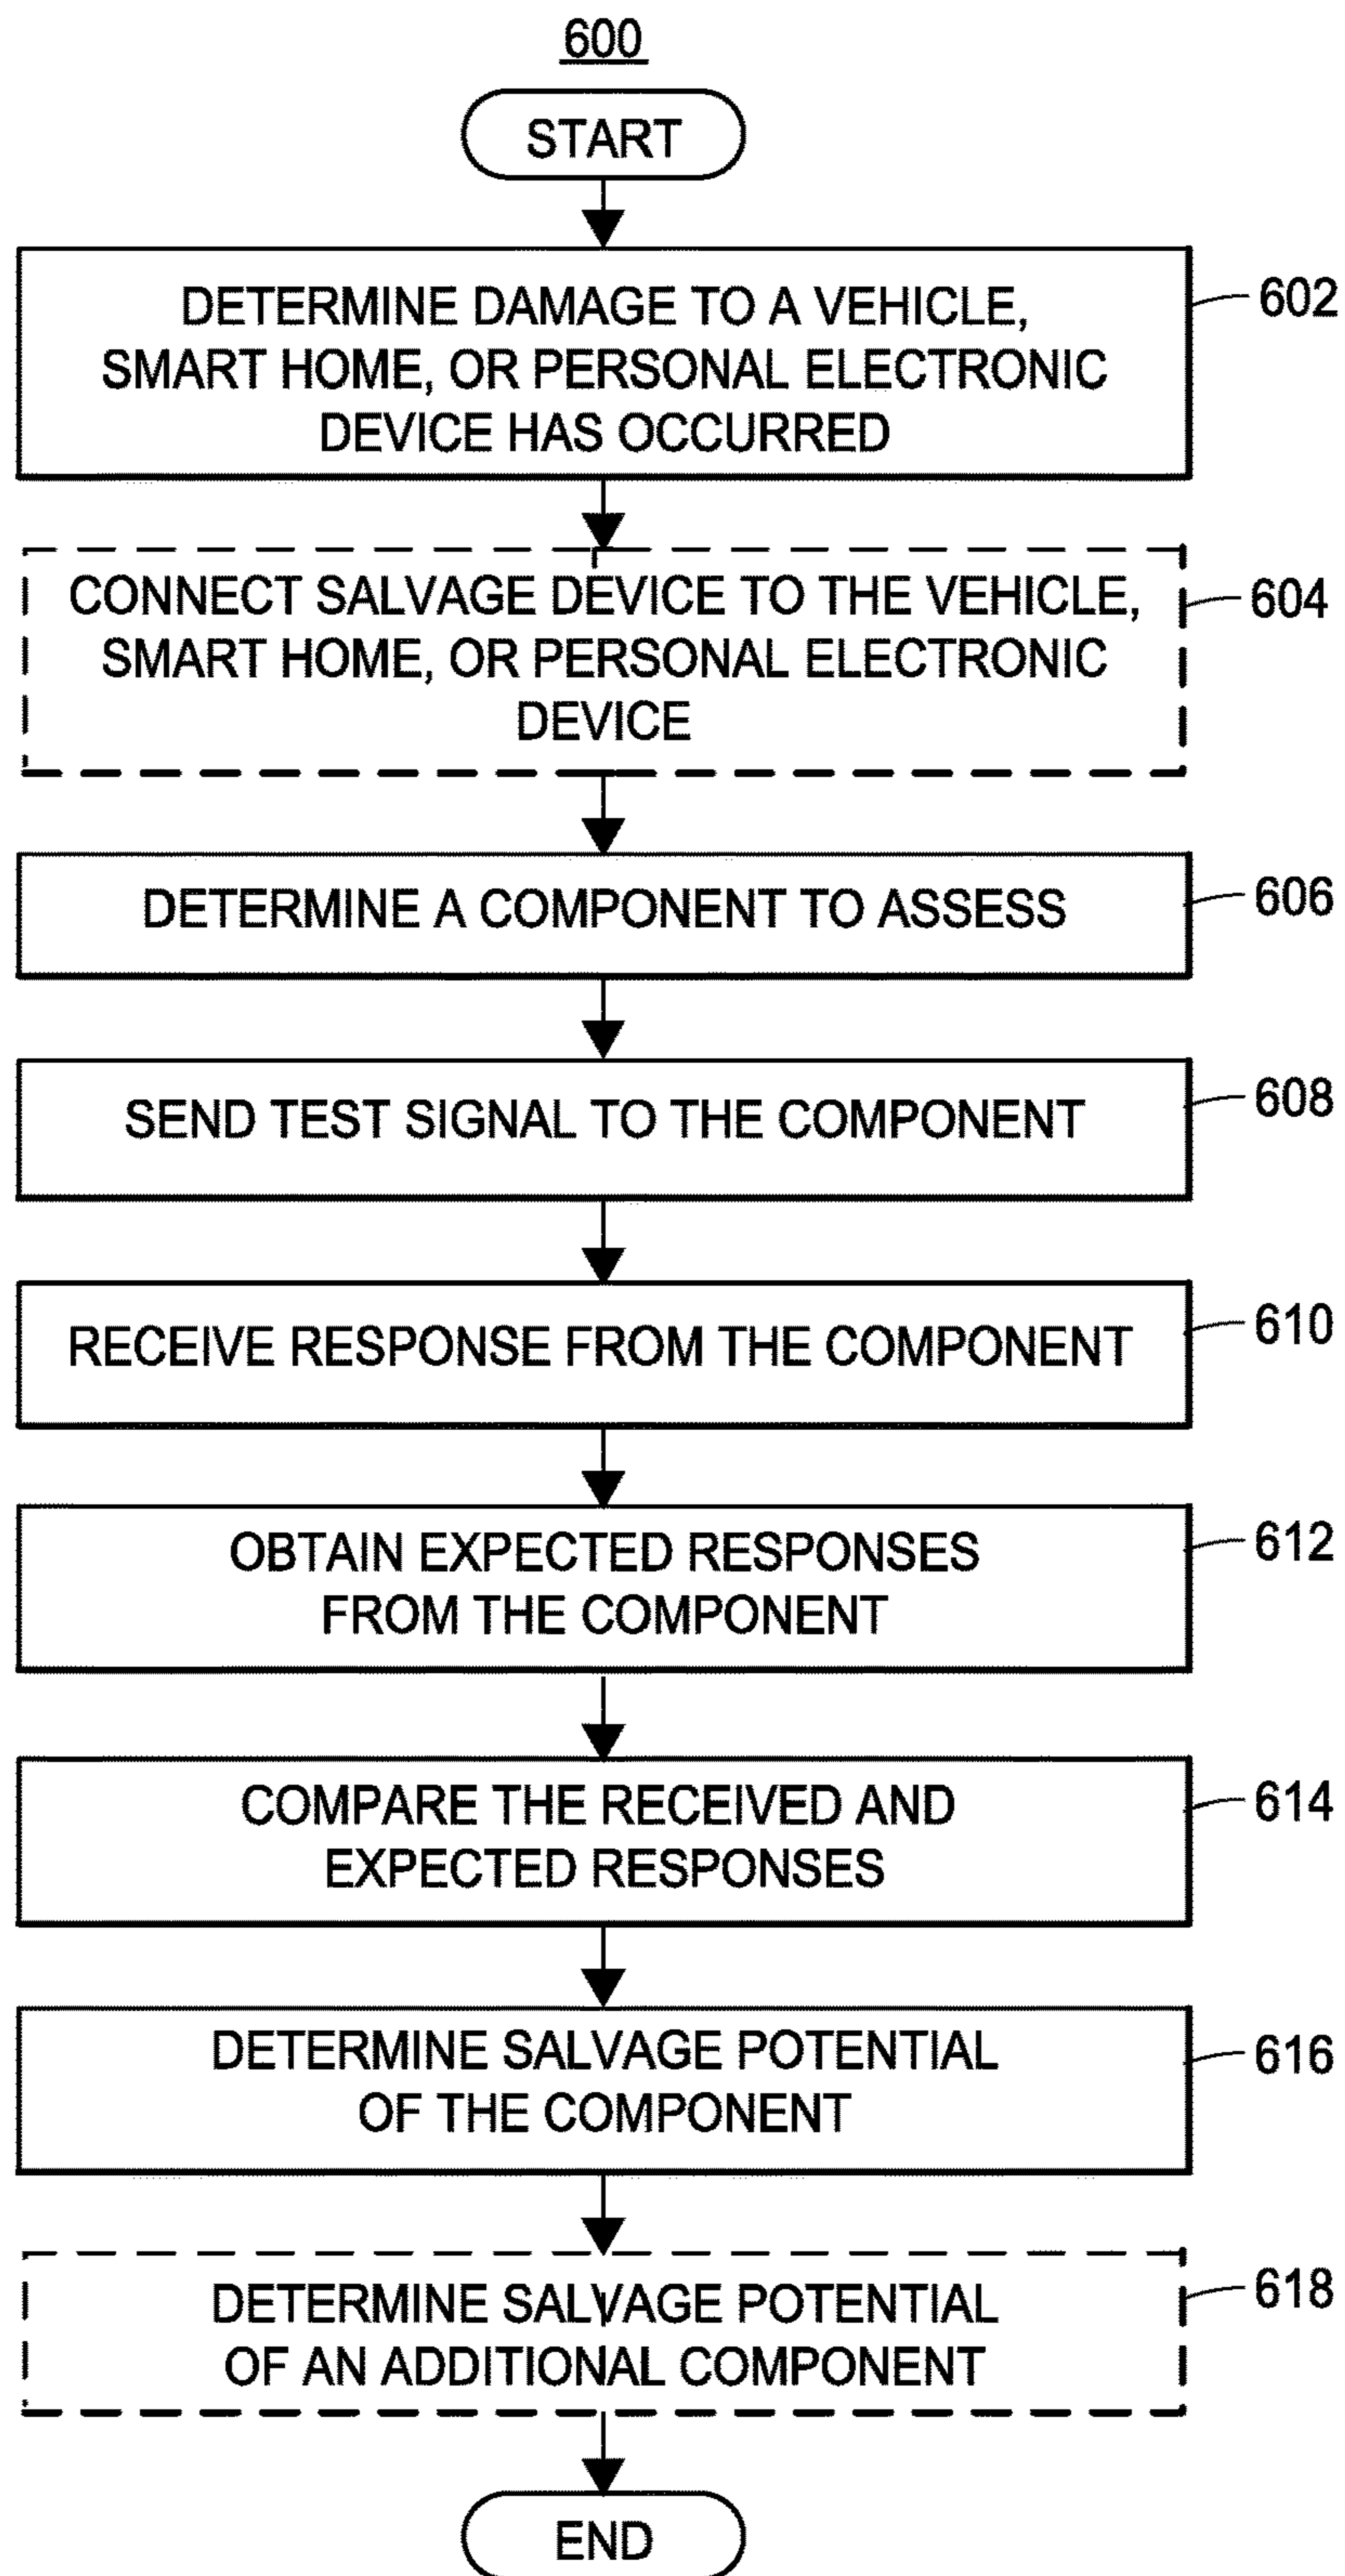 600
START
DETERMINE DAMAGE TO A VEHICLE,
SMART HOME, OR PERSONAL ELECTRONIC
DEVICE HAS OCCURRED
602
CONNECT SALVAGE DEVICE TO THE VEHICLE,
SMART HOME, OR PERSONAL ELECTRONIC
DEVICE
604
DETERMINE A COMPONENT TO ASSESS
606
SEND TEST SIGNAL TO THE COMPONENT
608
RECEIVE RESPONSE FROM THE COMPONENT
610
OBTAIN EXPECTED RESPONSES
FROM THE COMPONENT
612
COMPARE THE RECEIVED AND
EXPECTED RESPONSES
614
DETERMINE SALVAGE POTENTIAL
OF THE COMPONENT
616
DETERMINE SALVAGE POTENTIAL
OF AN ADDITIONAL COMPONENT
618
END